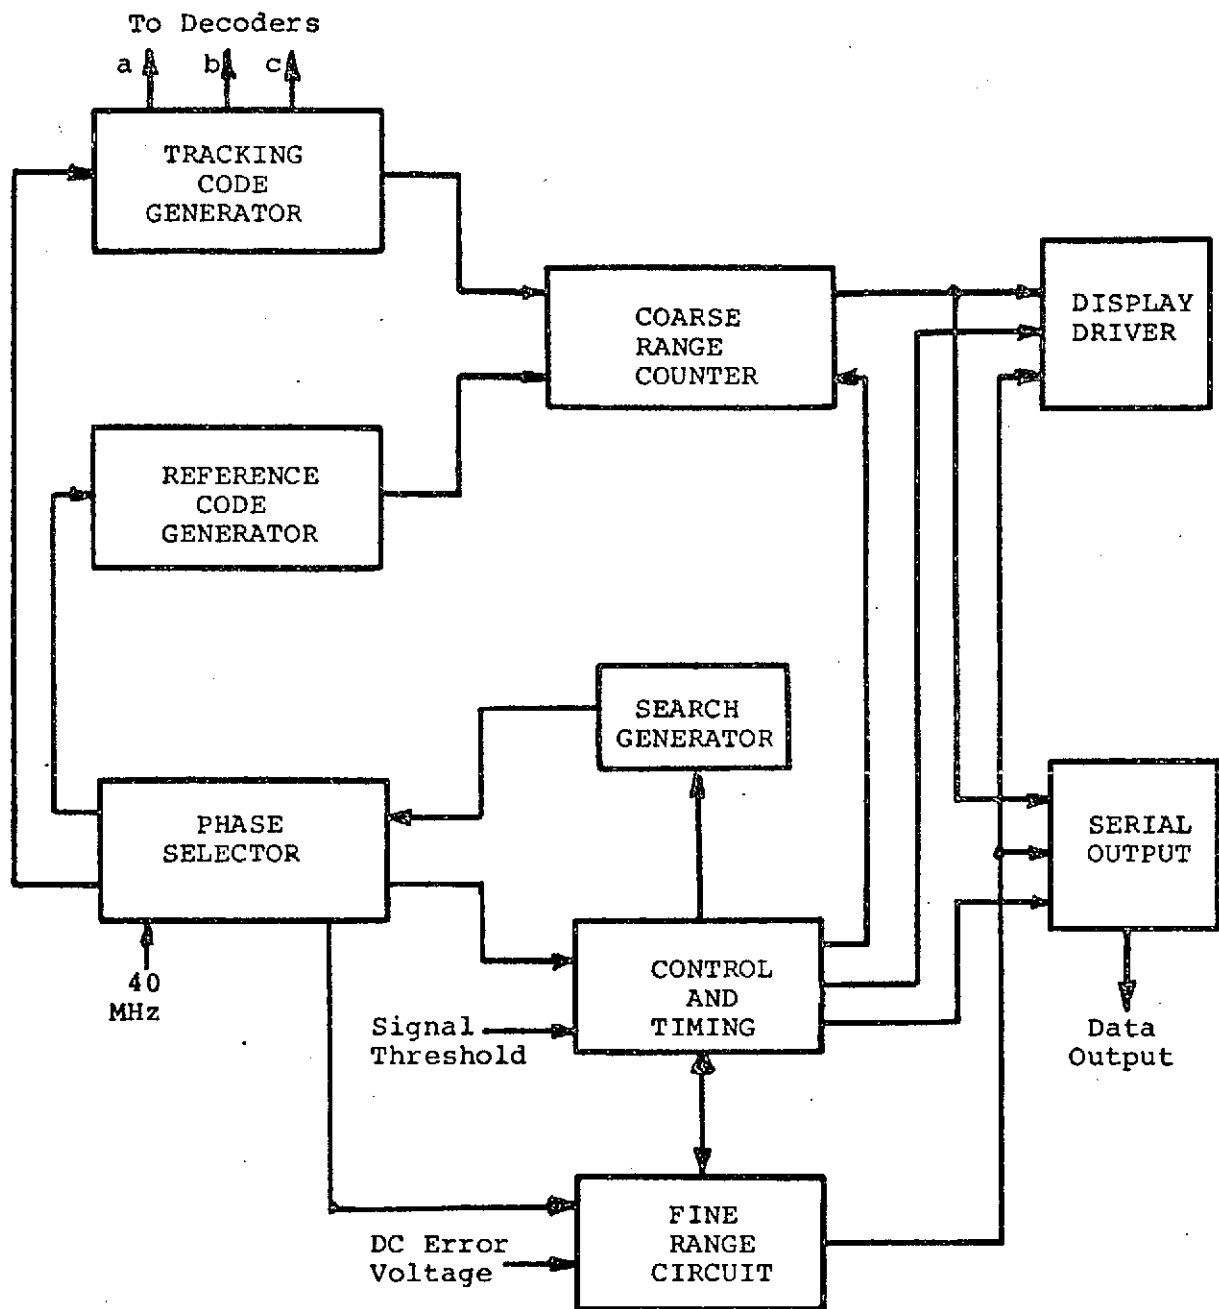 To Decoders
a b c
TRACKING
CODE
GENERATOR
COARSE
RANGE
COUNTER
DISPLAY
DRIVER
REFERENCE
CODE
GENERATOR
SEARCH
GENERATOR
PHASE
SELECTOR
SERIAL
OUTPUT
40
MHz
CONTROL
AND
TIMING
Signal
Threshold
Data
Output
FINE
RANGE
CIRCUIT
DC Error
Voltage